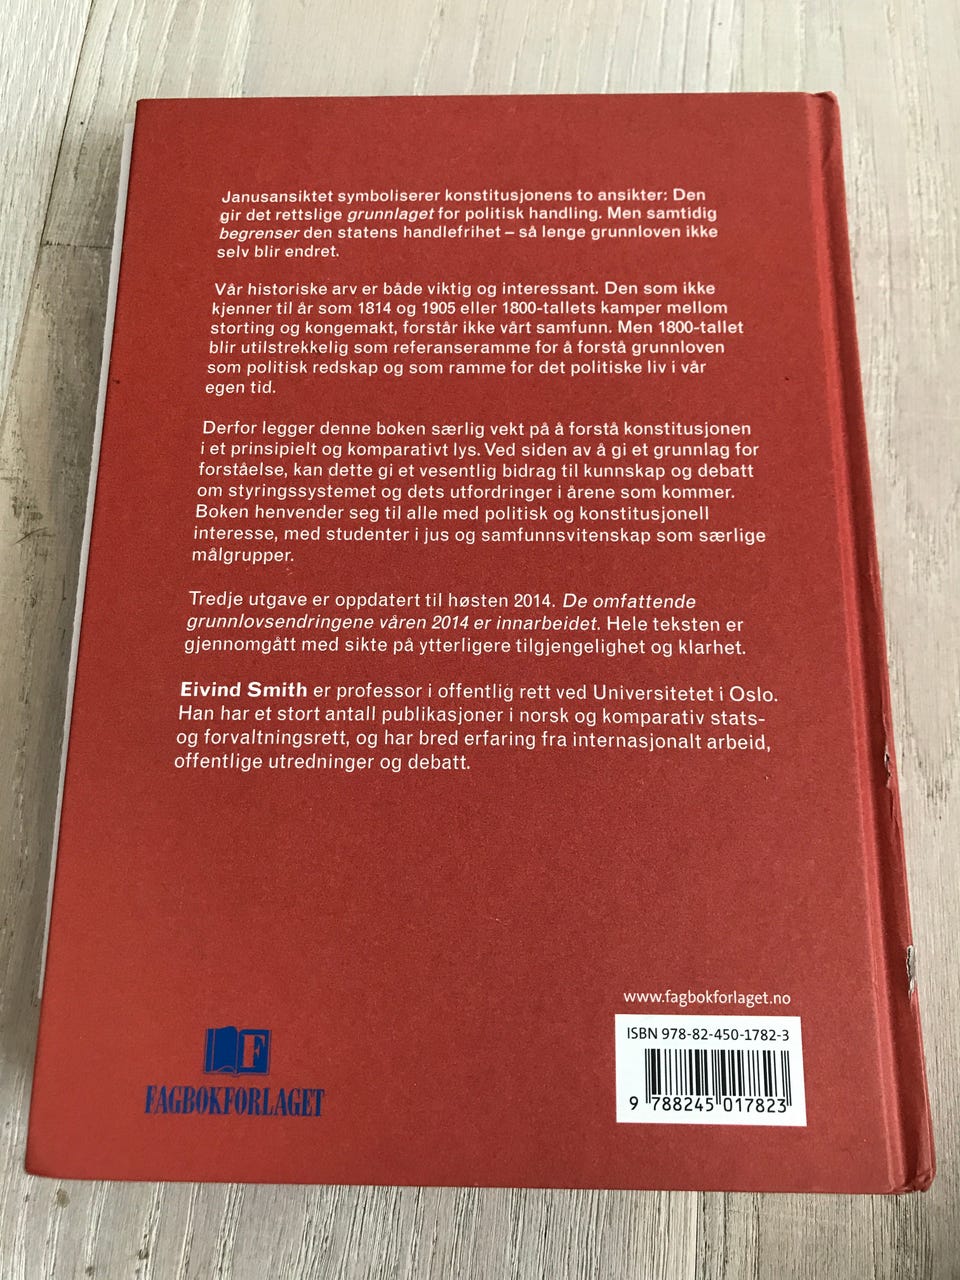 Janusansiktet symboliserer konstitusjonens to ansikter: Den
gir det rettslige grunnlaget for politisk handling. Men samtidig
begrenser den statens handlefrihet – så lenge grunnloven ikke
selv blir endret.
Vår historiske arv er både viktig og interessant. Den som ikke
kjenner til år som 1814 og 1905 eller 1800-tallets kamper mellom
storting og kongemakt, forstår ikke vårt samfunn. Men 1800-tallet
blir utilstrekkelig som referanseramme for å forstå grunnloven
som politisk redskap og som ramme for det politiske liv i vår
egen tid.
Derfor legger denne boken særlig vekt på å forstå konstitusjonen
i et prinsipielt og komparativt lys. Ved siden av å gi et grunnlag for
forståelse, kan dette gi et vesentlig bidrag til kunnskap og debatt
om styringssystemet og dets utfordringer i årene som kommer.
Boken henvender seg til alle med politisk og konstitusjonell
interesse, med studenter i jus og samfunnsvitenskap som særlige
målgrupper.
Tredje utgave er oppdatert til høsten 2014. De omfattende
grunnlovsendringene våren 2014 er innarbeidet. Hele teksten er
gjennomgått med sikte på ytterligere tilgjengelighet og klarhet.
Eivind Smith er professor i offentlig rett ved Universitetet i Oslo.
Han har et stort antall publikasjoner i norsk og komparativ stats-
og forvaltningsrett, og har bred erfaring fra internasjonalt arbeid,
offentlige utredninger og debatt.
www.fagbokforlaget.no
ISBN 978-82-450-1782-3
9 788245 017823
F
FAGBOKFORLAGET